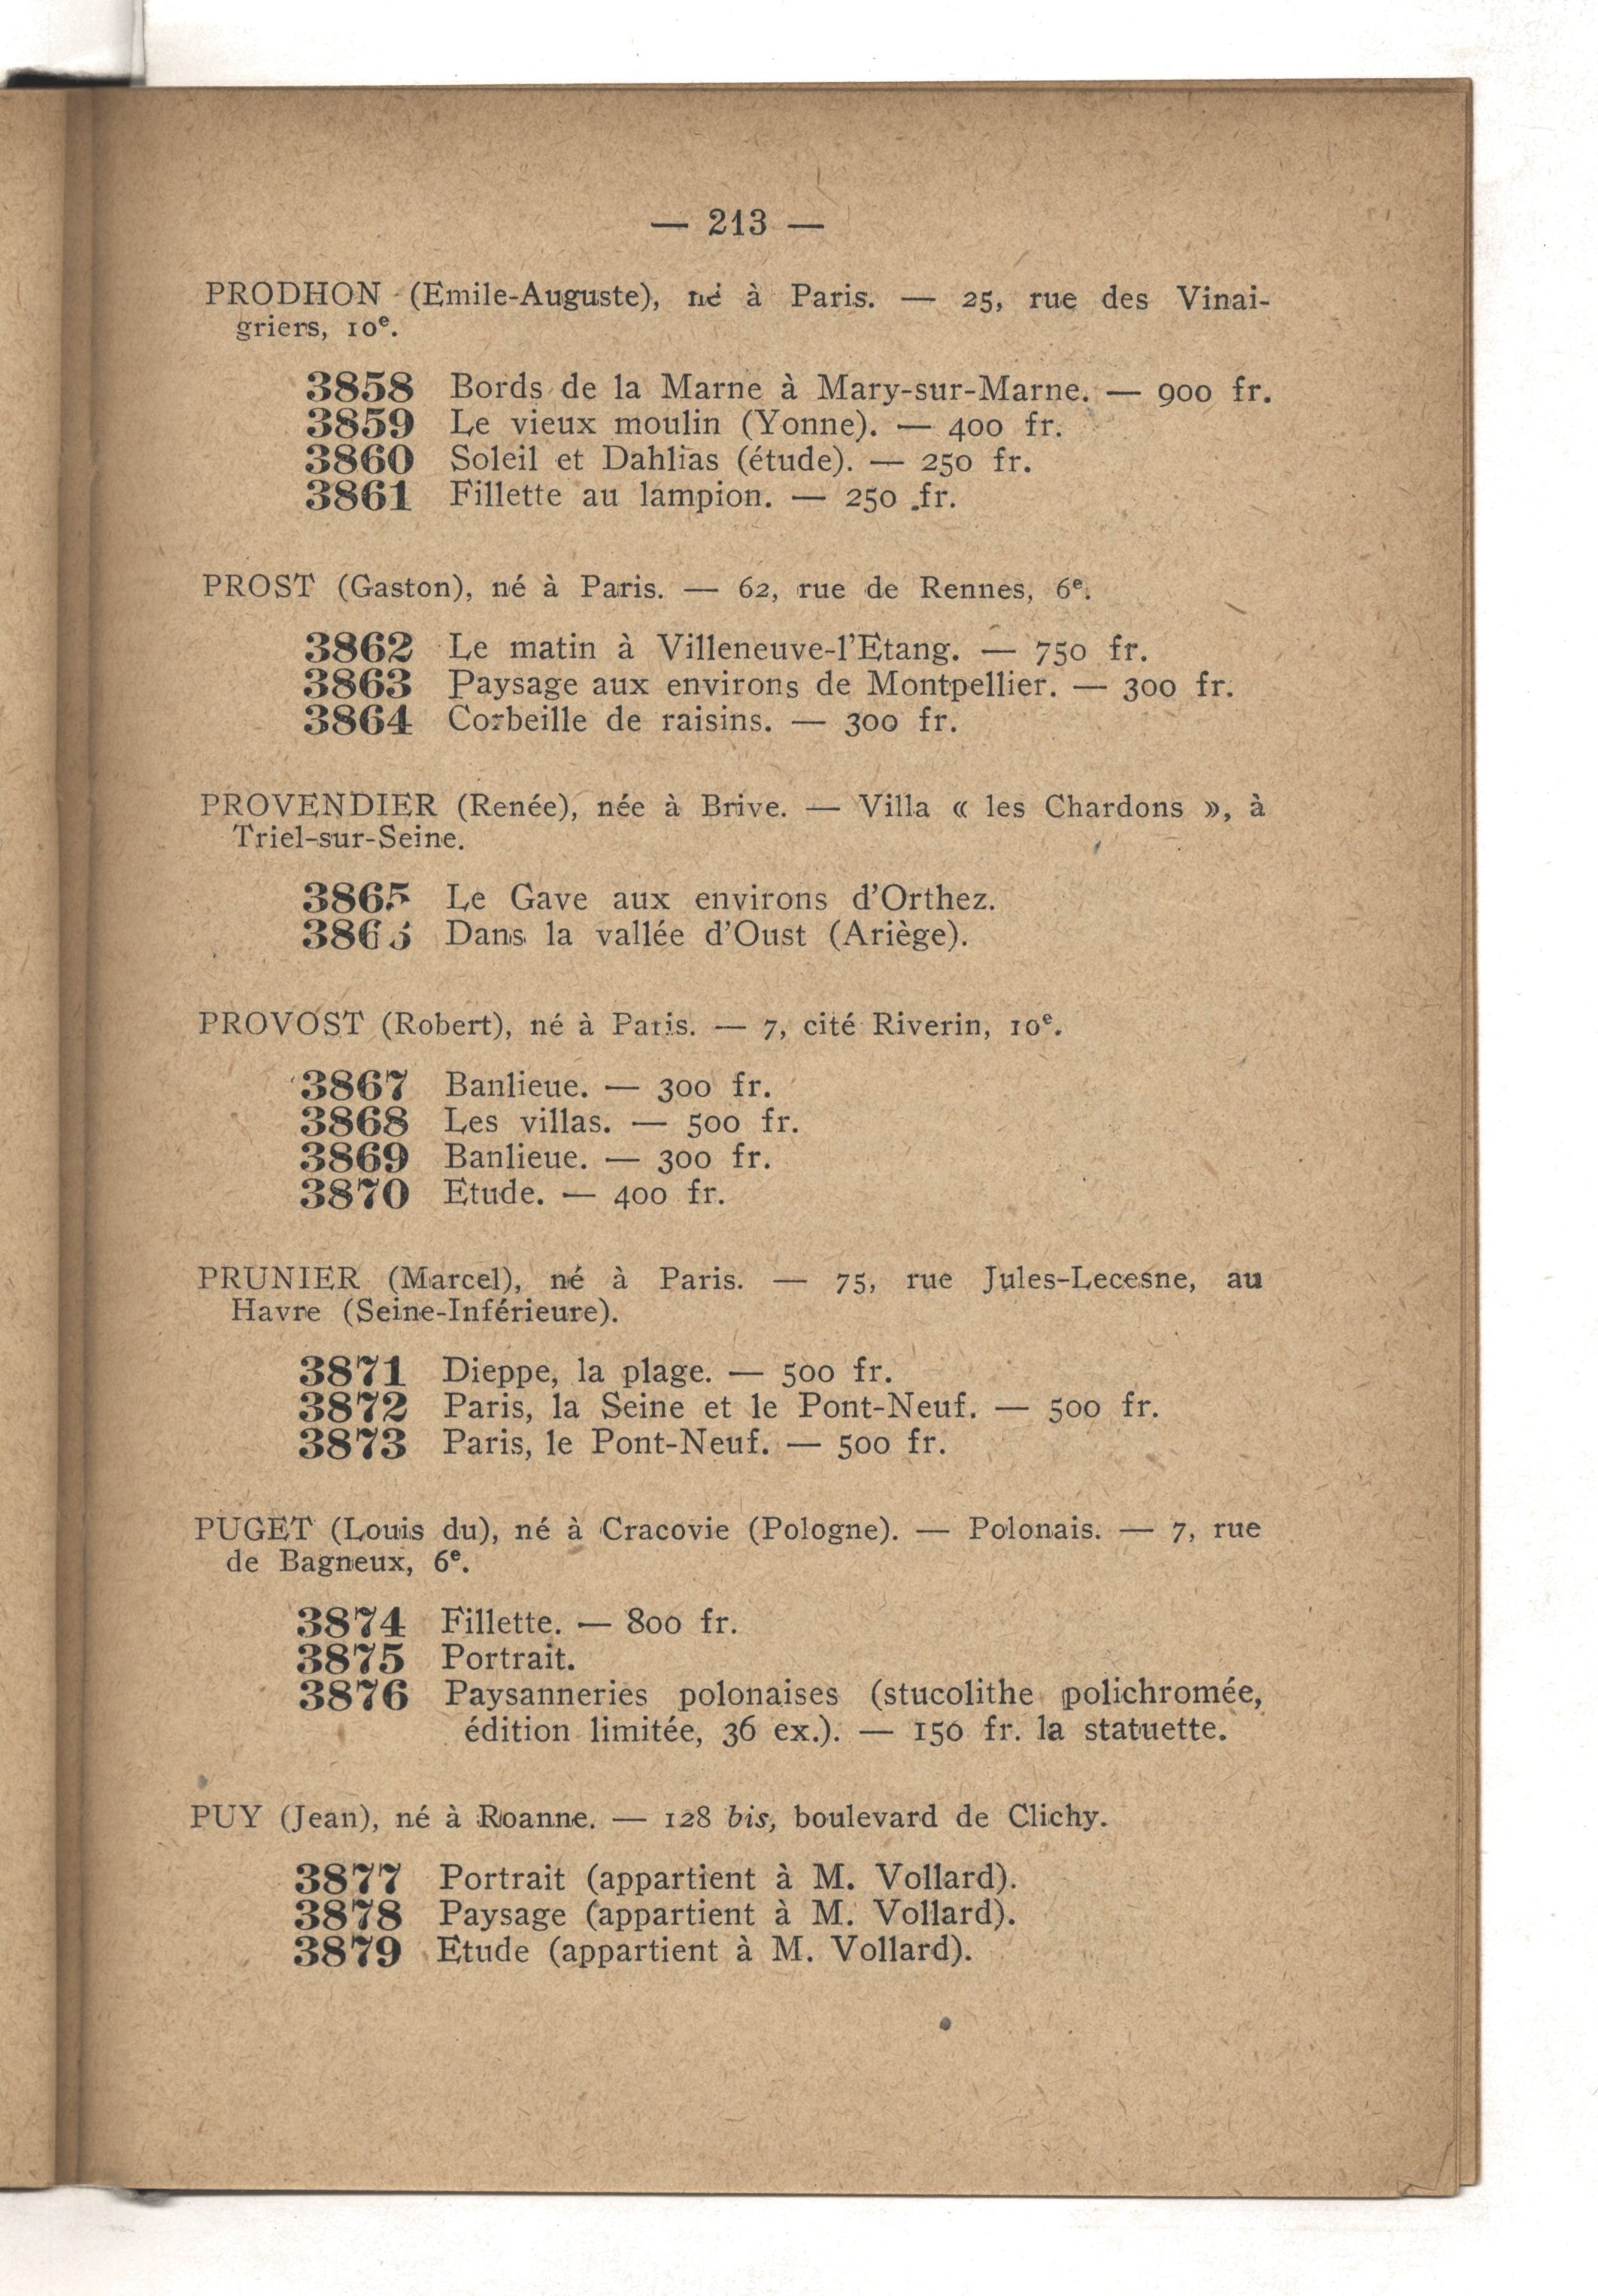 — 213 —
PRODHON (Emile-Auguste), né à Paris. — 25, rue des Vinai-
griers, 10e.
3858 Bords de la Marne à Mary-sur-Marne. — 900 fr.
3859 Le vieux moulin (Yonne). — 400 fr.
3860 Soleil et Dahlias (étude). — 250 fr.
3861 Fillette au lampion. — 250 fr.
PROST (Gaston), né à Paris. — 62, rue de Rennes, 6e.
3862 Le matin à Villeneuve-l'Etang. — 750 fr.
3863 Paysage aux environs de Montpellier. — 300 fr.
3864 Corbeille de raisins. — 300 fr.
PROVENDIER (Renée), née à Brive. — Villa « les Chardons », à
Triel-sur-Seine.
3865 Le Gave aux environs d'Orthez.
3866 Dans la vallée d'Oust (Ariège).
PROVOST (Robert), né à Paris. — 7, cité Riverin, 10e.
3867 Banlieue. — 300 fr.
3868 Les villas. — 500 fr.
3869 Banlieue. — 300 fr.
3870 Etude. — 400 fr.
PRUNIER (Marcel), né à Paris. — 75, rue Jules-Lecesne, au
Havre (Seine-Inférieure).
3871 Dieppe, la plage. — 500 fr.
3872 Paris, la Seine et le Pont-Neuf. — 500 fr.
3873 Paris, le Pont-Neuf. — 500 fr.
PUGET (Louis du), né à Cracovie (Pologne). — Polonais. — 7, rue
de Bagneux, 6e.
3874 Fillette. — 800 fr.
3875 Portrait.
3876 Paysanneries polonaises (stucolithe polichromée,
édition limitée, 36 ex.). — 150 fr. la statuette.
PUY (Jean), né à Roanne. — 128 bis, boulevard de Clichy.
3877 Portrait (appartient à M. Vollard).
3878 Paysage (appartient à M. Vollard).
3879 Etude (appartient à M. Vollard).